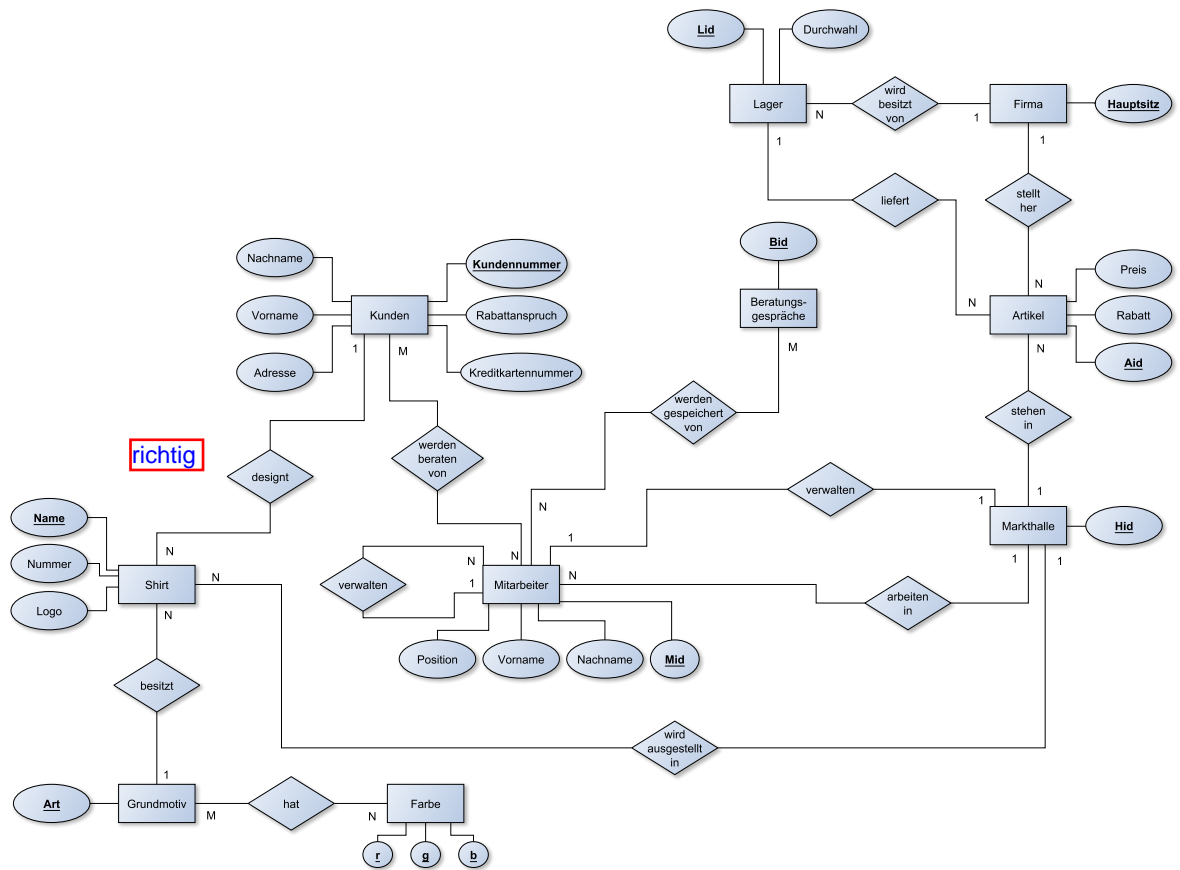 Lid
Durchwahl
Lager
N
wird
besitzt
von
1
Firma
Hauptsitz
1
1
liefert
stellt
her
Bid
Nachname
Kundennummer
Preis
N
N
Beratungs-
gespräche
Vorname
Kunden
Rabattanspruch
Artikel
Rabatt
1
M
M
N
Adresse
Kreditkartennummer
Aid
werden
gespeichert
von
stehen
in
richtig
werden
beraten
von
designt
verwalten
1
1
Name
N
1
Markthalle
Hid
N
N
N
1
1
Nummer
Shirt
N
verwalten
1
Mitarbeiter
N
arbeiten
in
Logo
N
Position
Vorname
Nachname
Mid
besitzt
wird
ausgestellt
in
1
Art
Grundmotiv
M
hat
N
Farbe
r
g
b